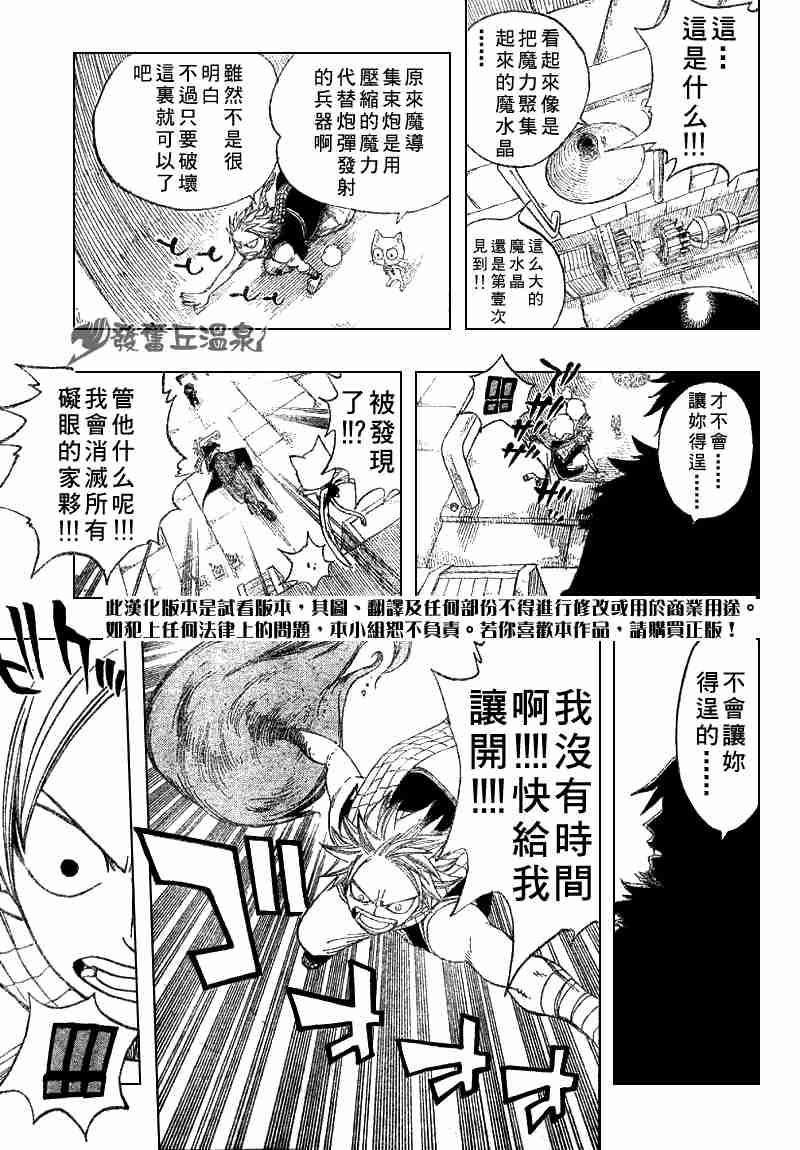 這…
這是什么!!!
看起來像是
把魔力聚集
起來的魔水晶
……
這么大的
魔水晶
還是第壹次
見到!!
原來魔導
集束炮是用
壓縮的魔力
代替炮彈發射
的兵器啊
雖然不是很
明白
不過只要破壞
這裏就可以了
吧
發奮丘溫泉
才不會……
讓妳得逞……
被發現
了!!?
管他什么呢!!!
我會消滅所有
礙眼的家夥!!!
此漢化版本是試看版本，其圖、翻譯及任何部份不得進行修改或用於商業用途。
如犯上任何法律上的問題，本小組恕不負責。若你喜歡本作品，請購買正版！
不會讓妳
得逞的……
我沒有時間
啊!!!!快給我
讓開!!!!
ゴオオオ